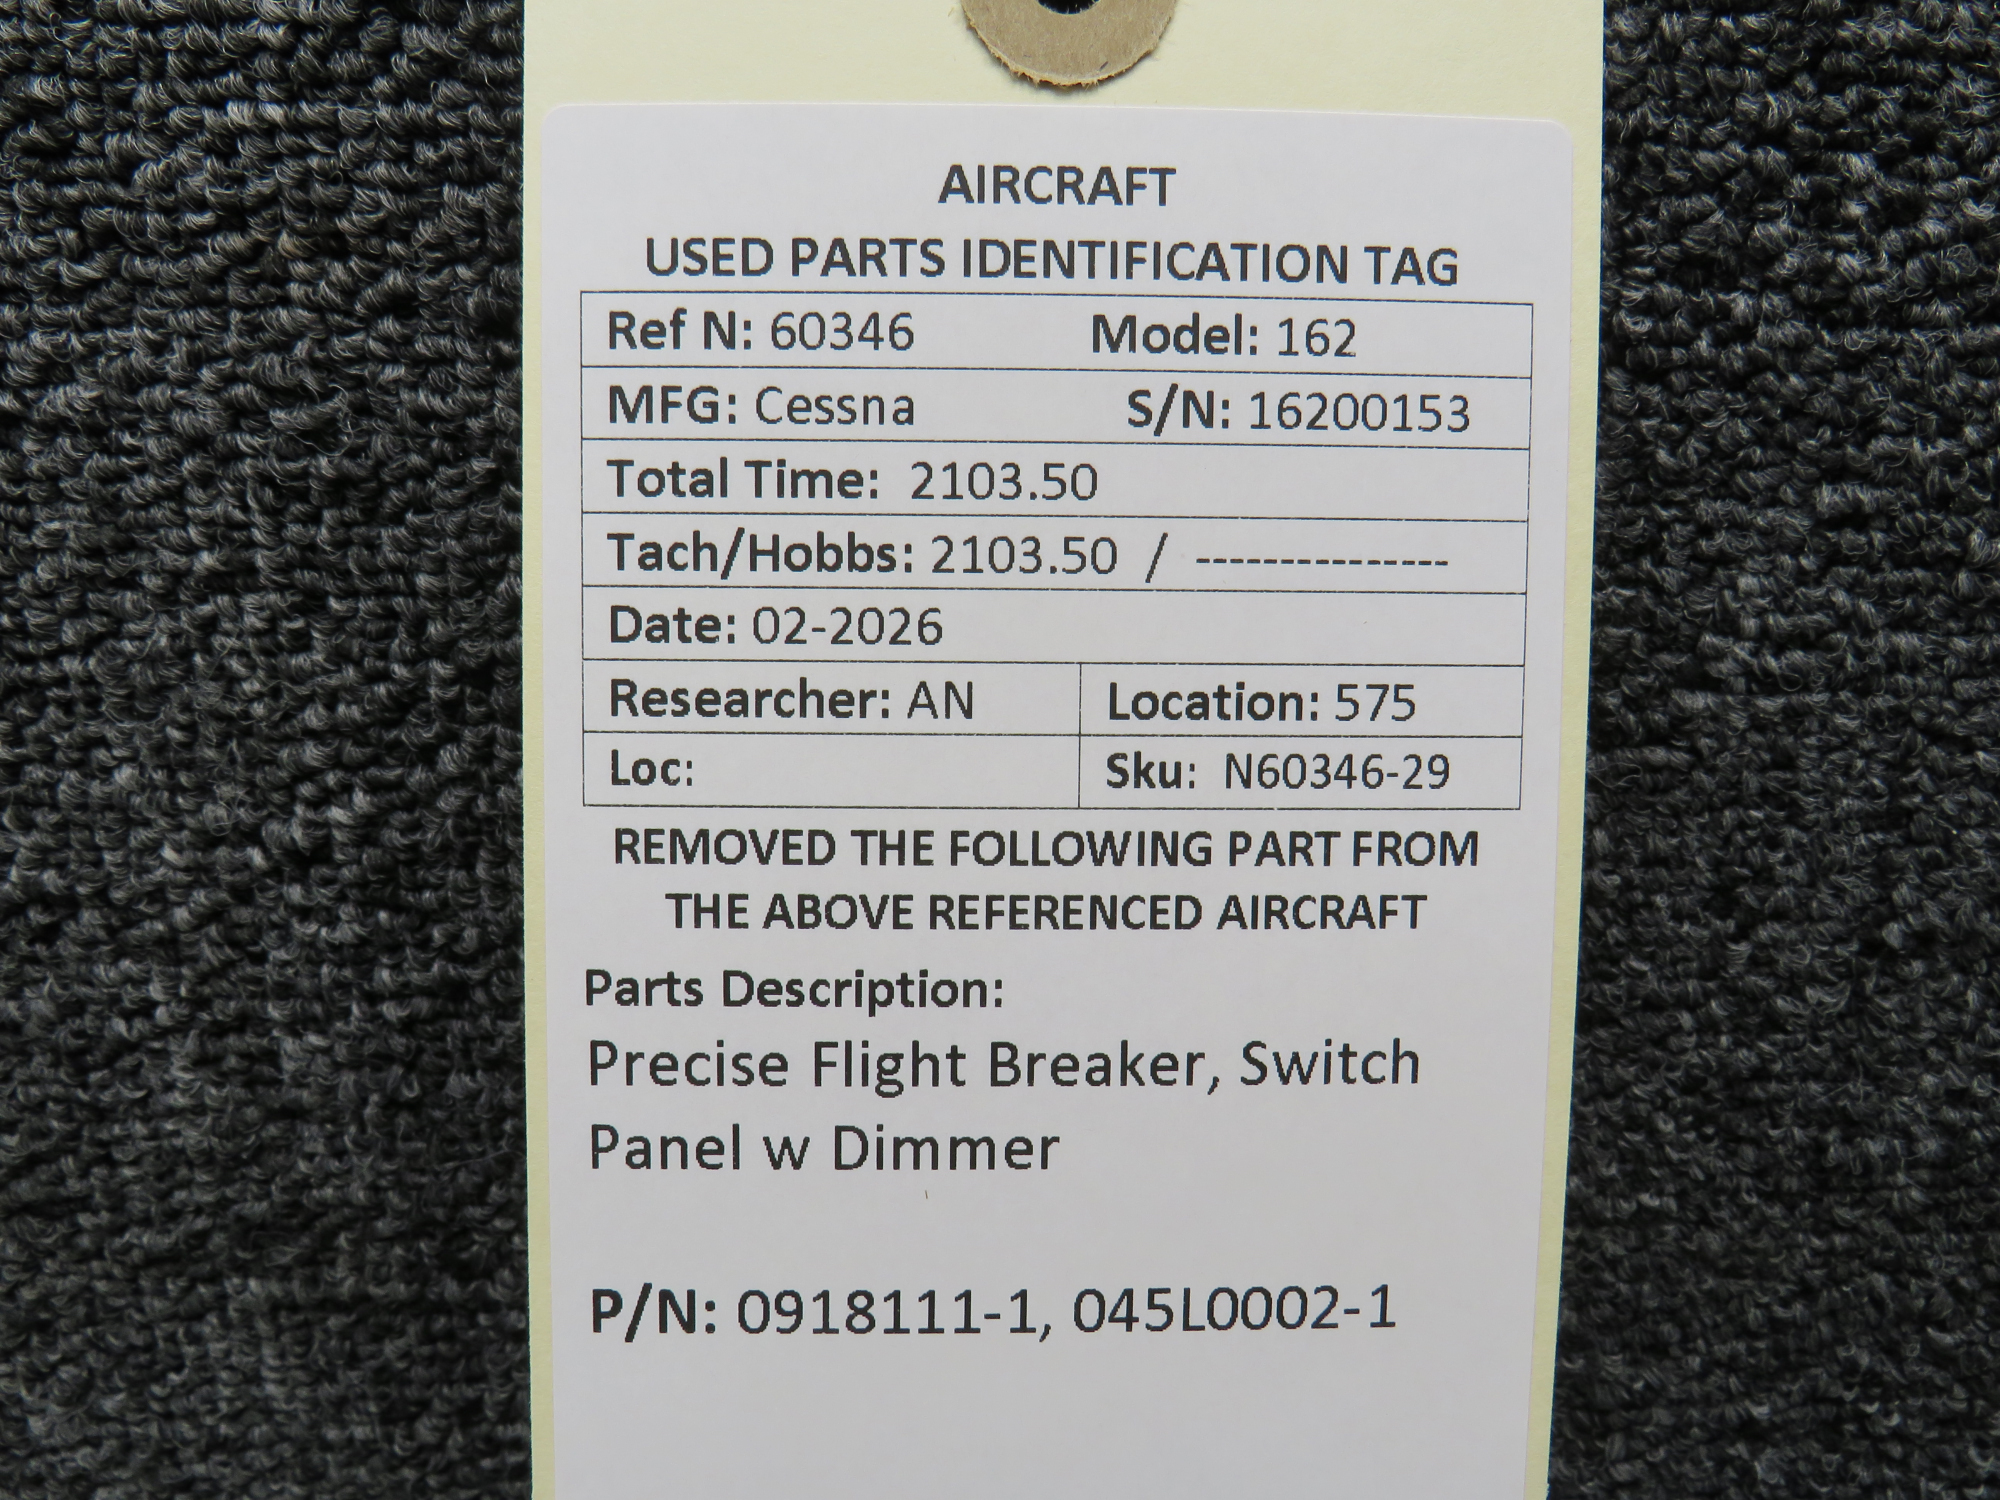 AIRCRAFT
USED PARTS IDENTIFICATION TAG
Ref N: 60346 Model: 162
MFG: Cessna S/N: 16200153
Total Time: 2103.50
Tach/Hobbs: 2103.50 / ---------------
Date: 02-2026
Researcher: AN Location: 575
Loc: Sku: N60346-29
REMOVED THE FOLLOWING PART FROM
THE ABOVE REFERENCED AIRCRAFT
Parts Description:
Precise Flight Breaker, Switch
Panel w Dimmer
P/N: 0918111-1, 045L0002-1